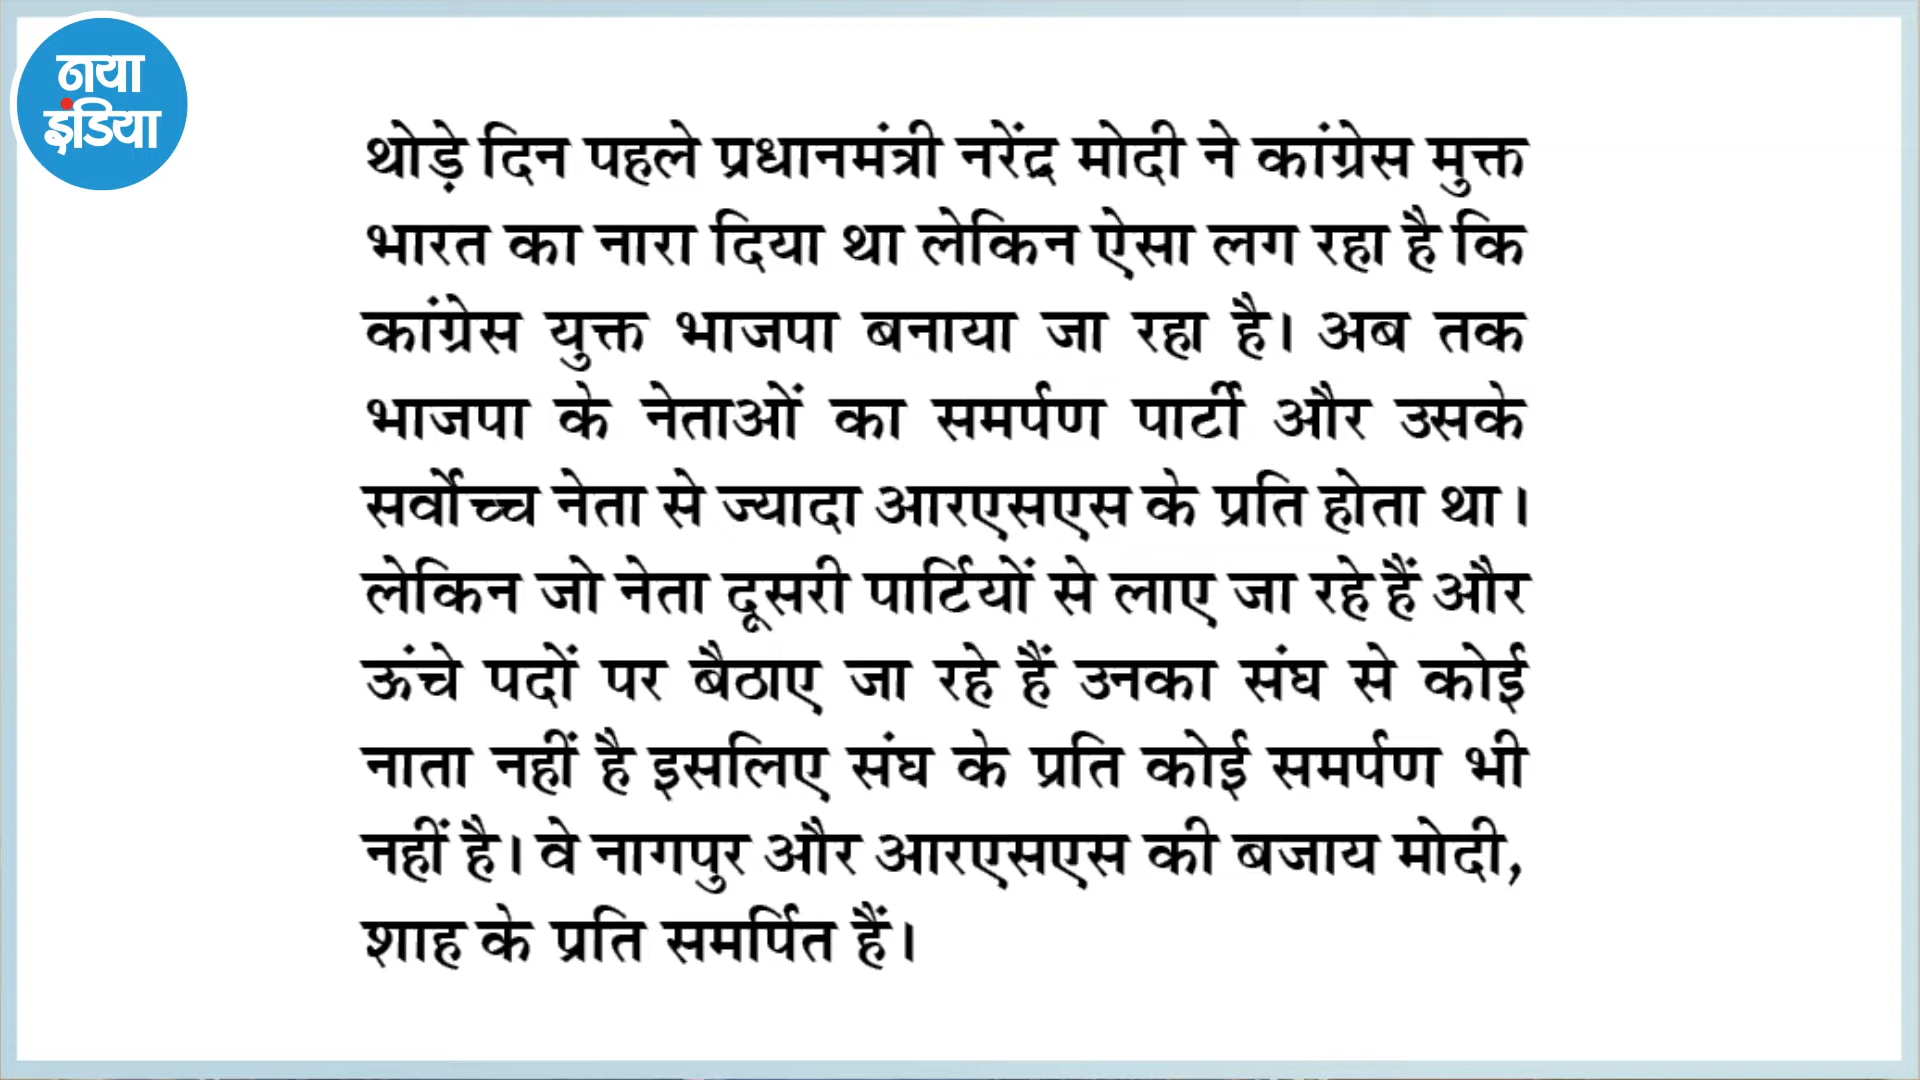 नया
इंडिया
थोड़े दिन पहले प्रधानमंत्री नरेंद्र मोदी ने कांग्रेस मुक्त
भारत का नारा दिया था लेकिन ऐसा लग रहा है कि
कांग्रेस युक्त भाजपा बनाया जा रहा है। अब तक
भाजपा के नेताओं का समर्पण पार्टी और उसके
सर्वोच्च नेता से ज्यादा आरएसएस के प्रति होता था।
लेकिन जो नेता दूसरी पार्टियों से लाए जा रहे हैं और
ऊंचे पदों पर बैठाए जा रहे हैं उनका संघ से कोई
नाता नहीं है इसलिए संघ के प्रति कोई समर्पण भी
नहीं है। वे नागपुर और आरएसएस की बजाय मोदी,
शाह के प्रति समर्पित हैं।